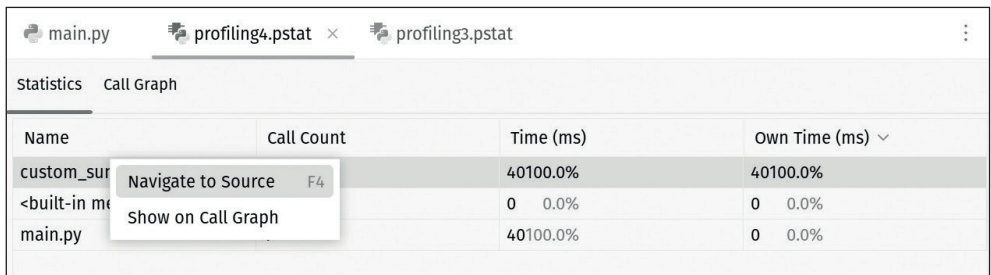 main.py profiling4.pstat × profiling3.pstat
Statistics Call Graph
Name Call Count Time (ms) Own Time (ms)
custom_sur 40100.0% 40100.0%
Navigate to Source F4
<built-in me 0 0.0% 0 0.0%
Show on Call Graph
main.py 40100.0% 0 0.0%